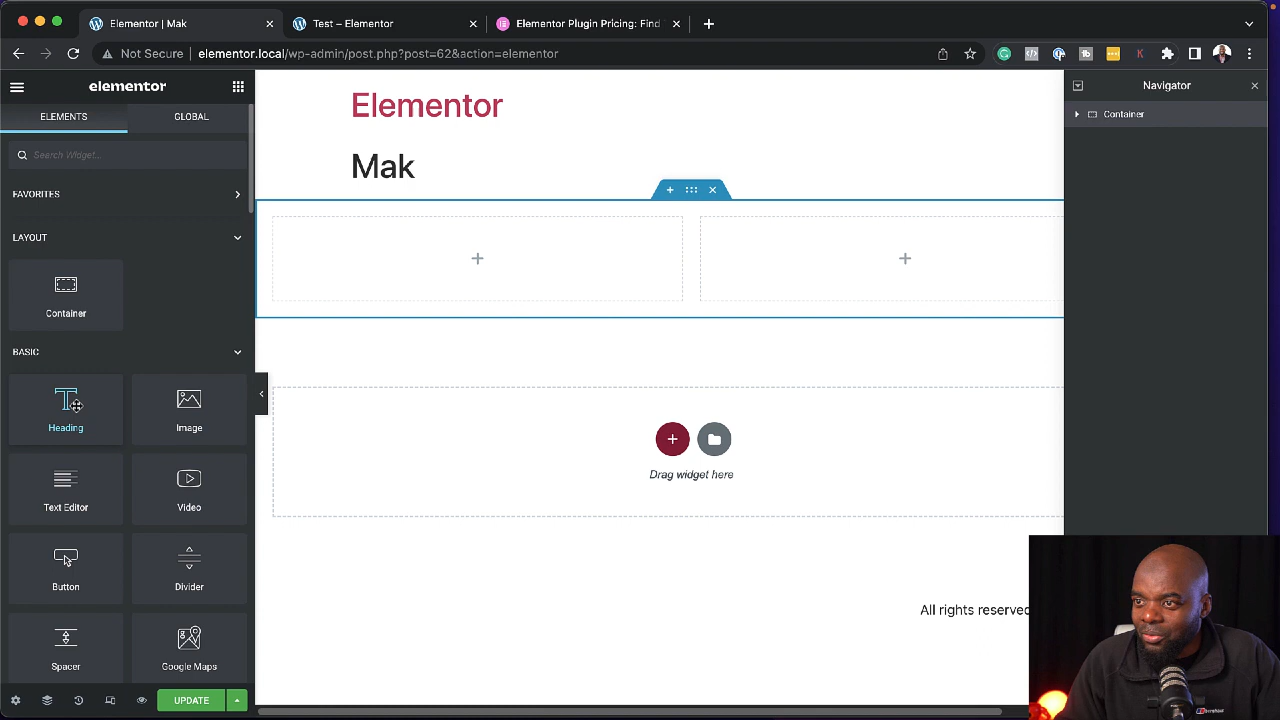 Elementor | Mak
Test – Elementor
Elementor Plugin Pricing: Find
Not Secure
elementor.local/wp-admin/post.php?post=62&action=elementor
elementor
ELEMENTS
GLOBAL
Search Widget...
FAVORITES
LAYOUT
Container
BASIC
Heading
Image
Text Editor
Video
Button
Divider
Spacer
Google Maps
UPDATE
Elementor
Mak
Drag widget here
All rights reserved
Navigator
Container